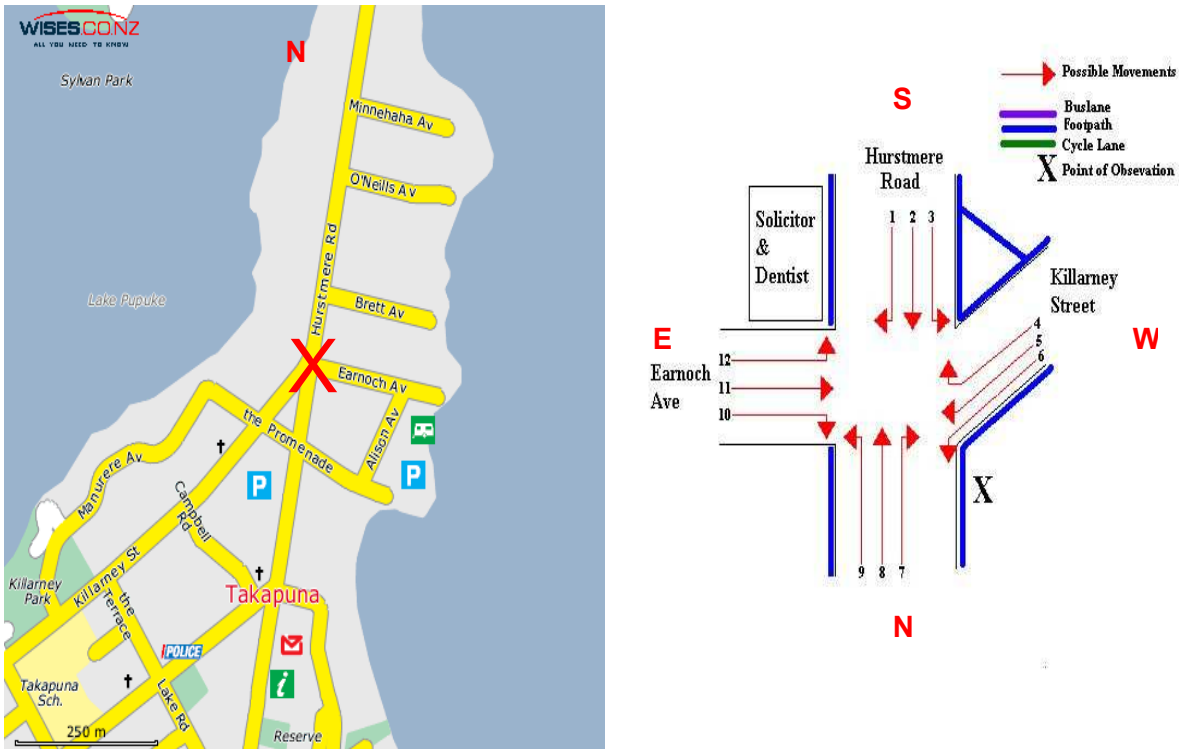 WISES.CO.NZ
ALL YOU NEED TO KNOW
N
Sylvan Park
Minnehaha Av
O'Neills Av
Hurstmere Rd
Lake Pupuke
Brett Av
X
Earnoch Av
the Promenade
Alison Av
Manurere Av
P
P
Campbell
Rd
Killarney St
Killarney
Park
the
Terrace
Takapuna
POLICE
Lake Rd
i
Takapuna
Sch.
250 m
Reserve
Possible Movements
Buslane
Footpath
Cycle Lane
X Point of Obsevation
S
Hurstmere
Road
1 2 3
Solicitor
&
Dentist
Killarney
Street
E
W
4
5
6
12
11
10
Earnoch
Ave
X
9 8 7
N